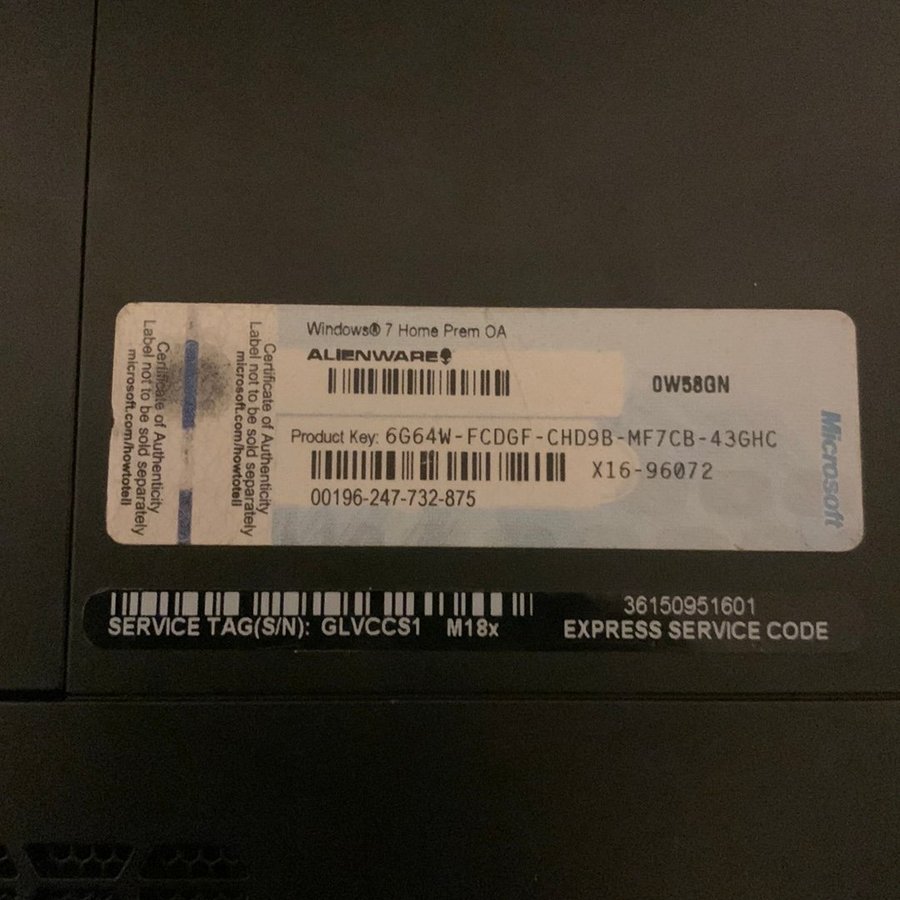 Certificate of Authenticity
Label not to be sold separately
microsoft.com/howtotell
Certificate of Authenticity
Label not to be sold separately
microsoft.com/howtotell
Windows® 7 Home Prem OA
ALIENWARE
0W58GN
Product Key: 6G64W-FCDGF-CHD9B-MF7CB-43GHC
X16-96072
00196-247-732-875
Microsoft
SERVICE TAG(S/N): GLVCCS1 M18x
36150951601
EXPRESS SERVICE CODE